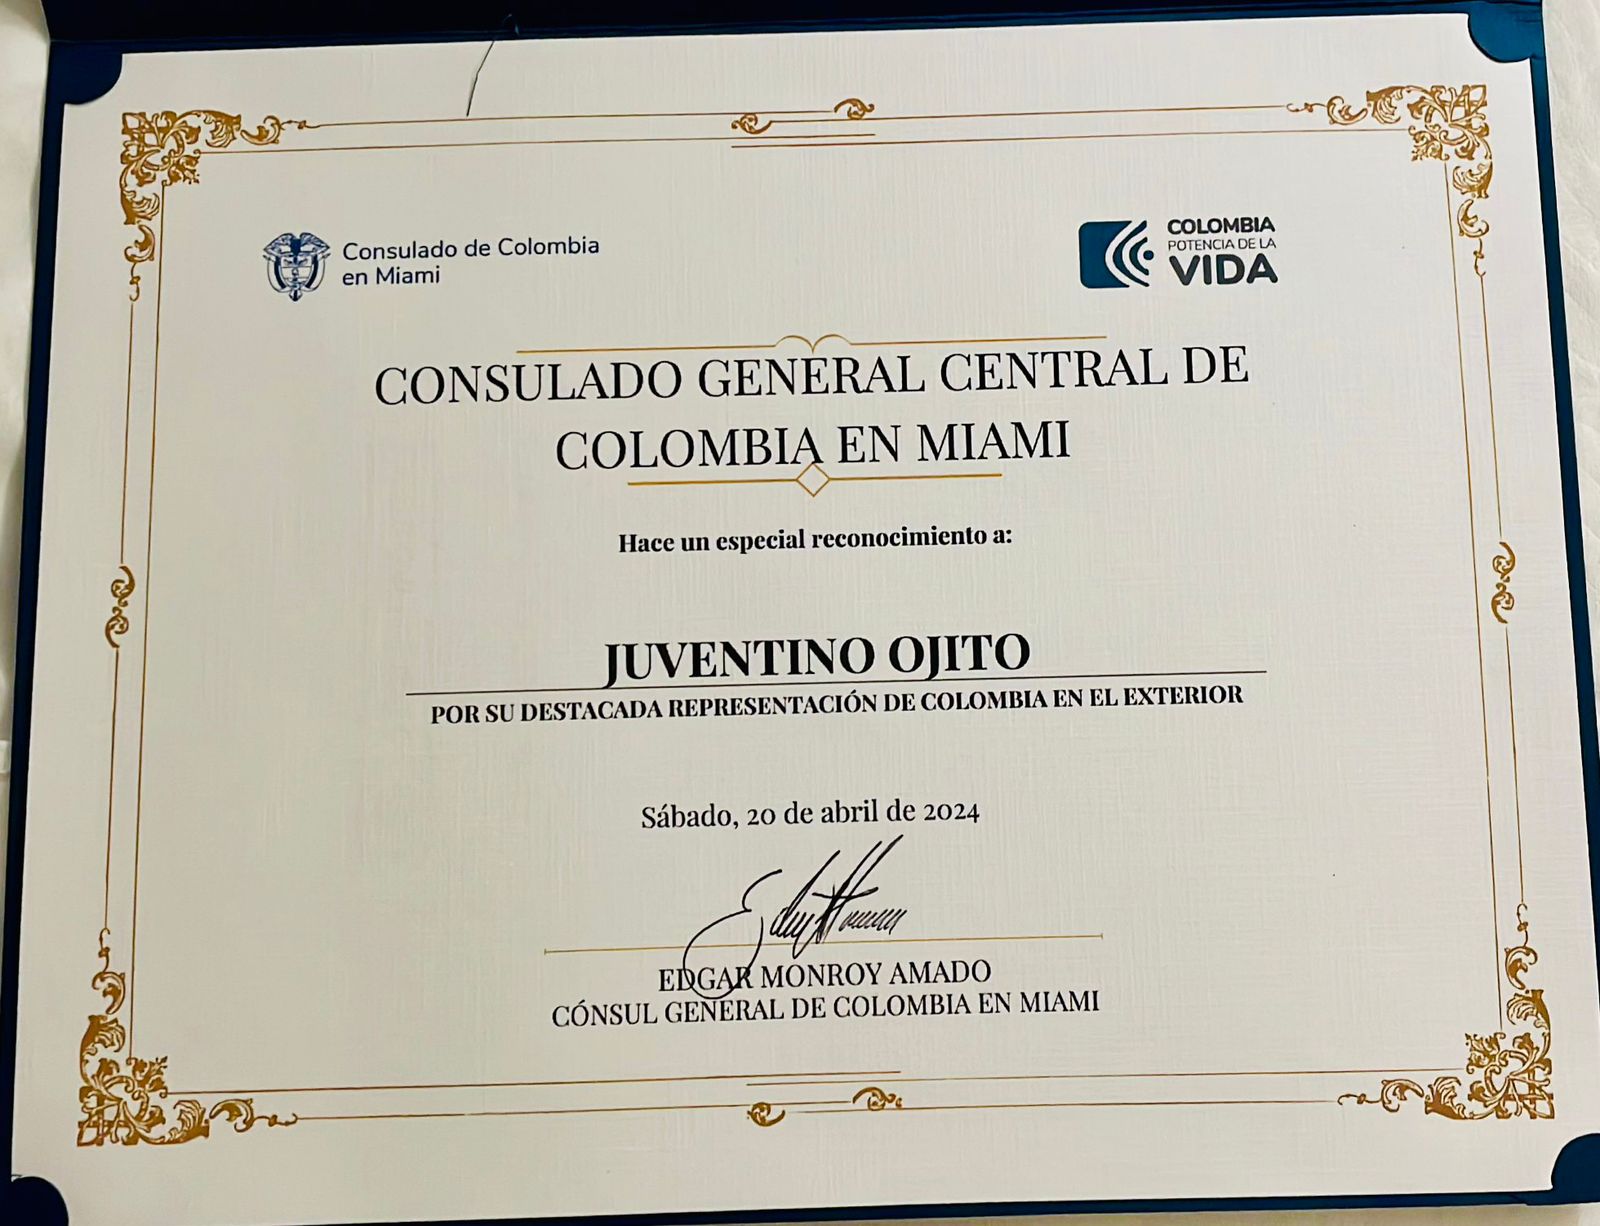 Consulado de Colombia
en Miami
COLOMBIA
POTENCIA DE LA
VIDA
CONSULADO GENERAL CENTRAL DE
COLOMBIA EN MIAMI
Hace un especial reconocimiento a:
JUVENTINO OJITO
POR SU DESTACADA REPRESENTACIÓN DE COLOMBIA EN EL EXTERIOR
Sábado, 20 de abril de 2024
EDGAR MONROY AMADO
CÓNSUL GENERAL DE COLOMBIA EN MIAMI